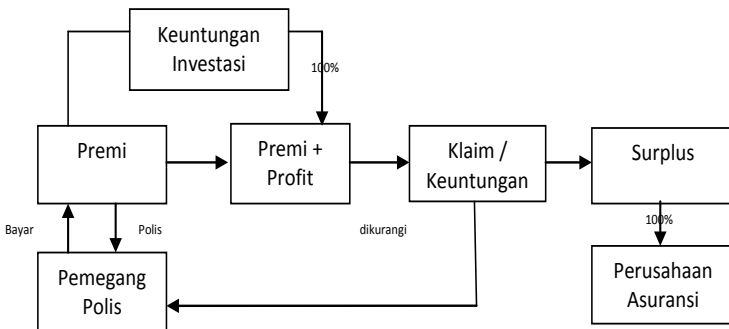 Keuntungan
Investasi
100%
Premi
Premi +
Profit
Klaim /
Keuntungan
Surplus
Bayar
Polis
dikurangi
100%
Pemegang
Polis
Perusahaan
Asuransi